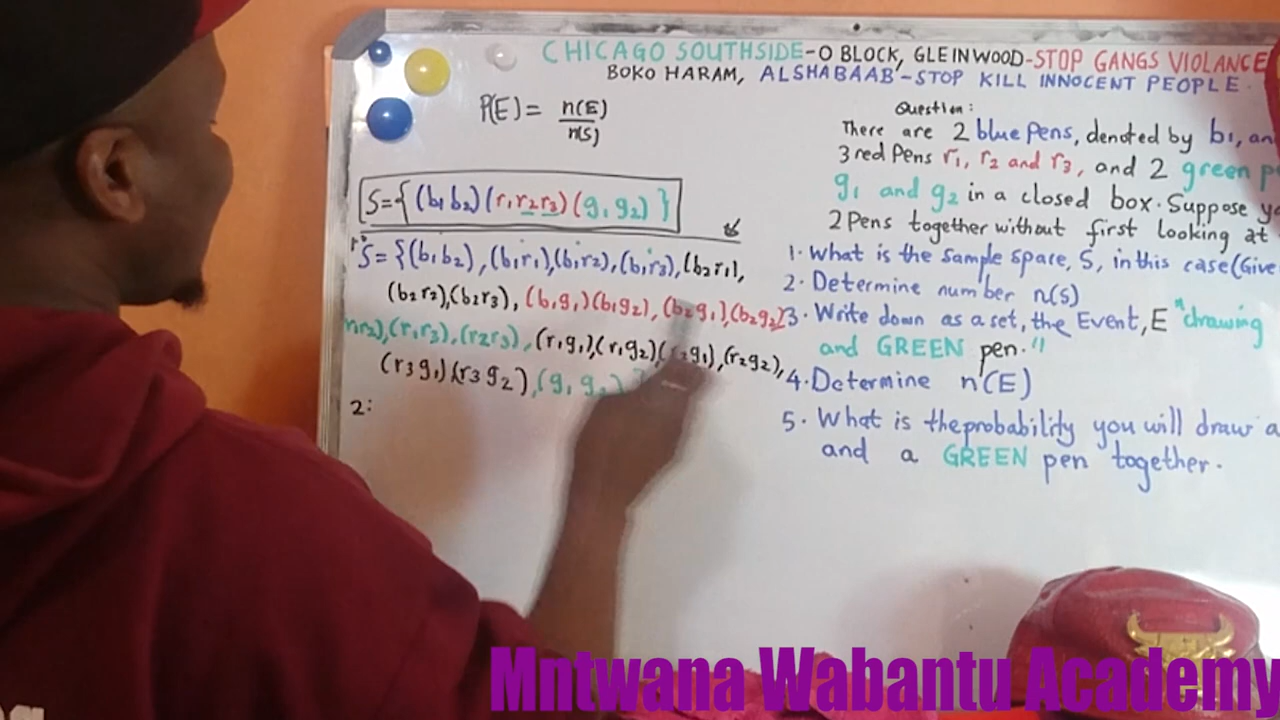 CHICAGO SOUTHSIDE-O BLOCK, GLEINWOOD-STOP GANGS VIOLANCE
BOKO HARAM, ALSHABAAB-STOP KILL INNOCENT PEOPLE.
P(E) = n(E)/n(S)
S={(b1b2)(r1r2r3)(g1g2)}
1. S={(b1b2),(b1r1),(b1r2),(b1r3),(b2r1),
(b2r2),(b2r3),(b1g1)(b1g2),(b2g1),(b2g2)
r1r2),(r1r3),(r2r3),(r1g1),(r1g2)(r2g1),(r2g2),
(r3g1)(r3g2),(g1g2)}
2:
Question:
There are 2 blue Pens, denoted by b1, an
3 red Pens r1, r2 and r3, and 2 green p
g1 and g2 in a closed box. Suppose yo
2 Pens together without first looking at
1. What is the Sample space, S, in this case(Give
2. Determine number n(S)
3. Write down as a set, the Event, E "drawing
and GREEN pen."
4. Determine n(E)
5. What is the probability you will draw a
and a GREEN pen together.
Mntwana Wabantu Academy